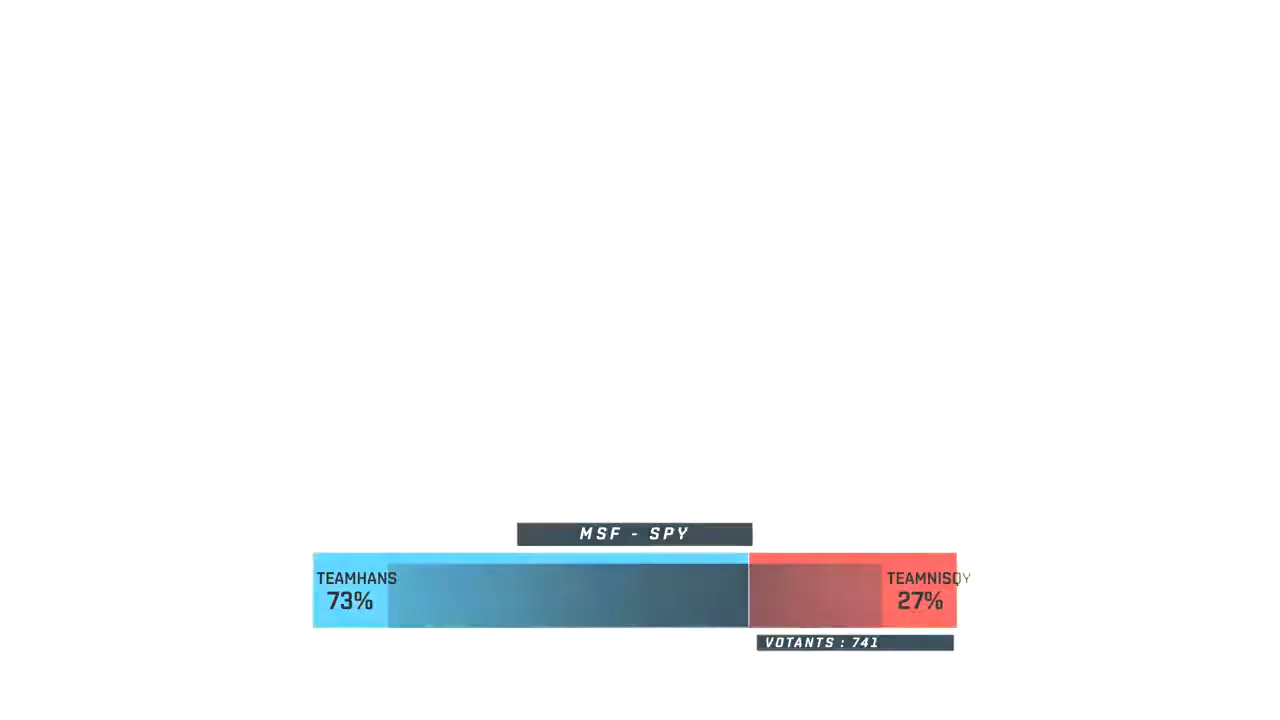 MSF - SPY
TEAMHANS
73%
TEAMNISQY
27%
VOTANTS : 741